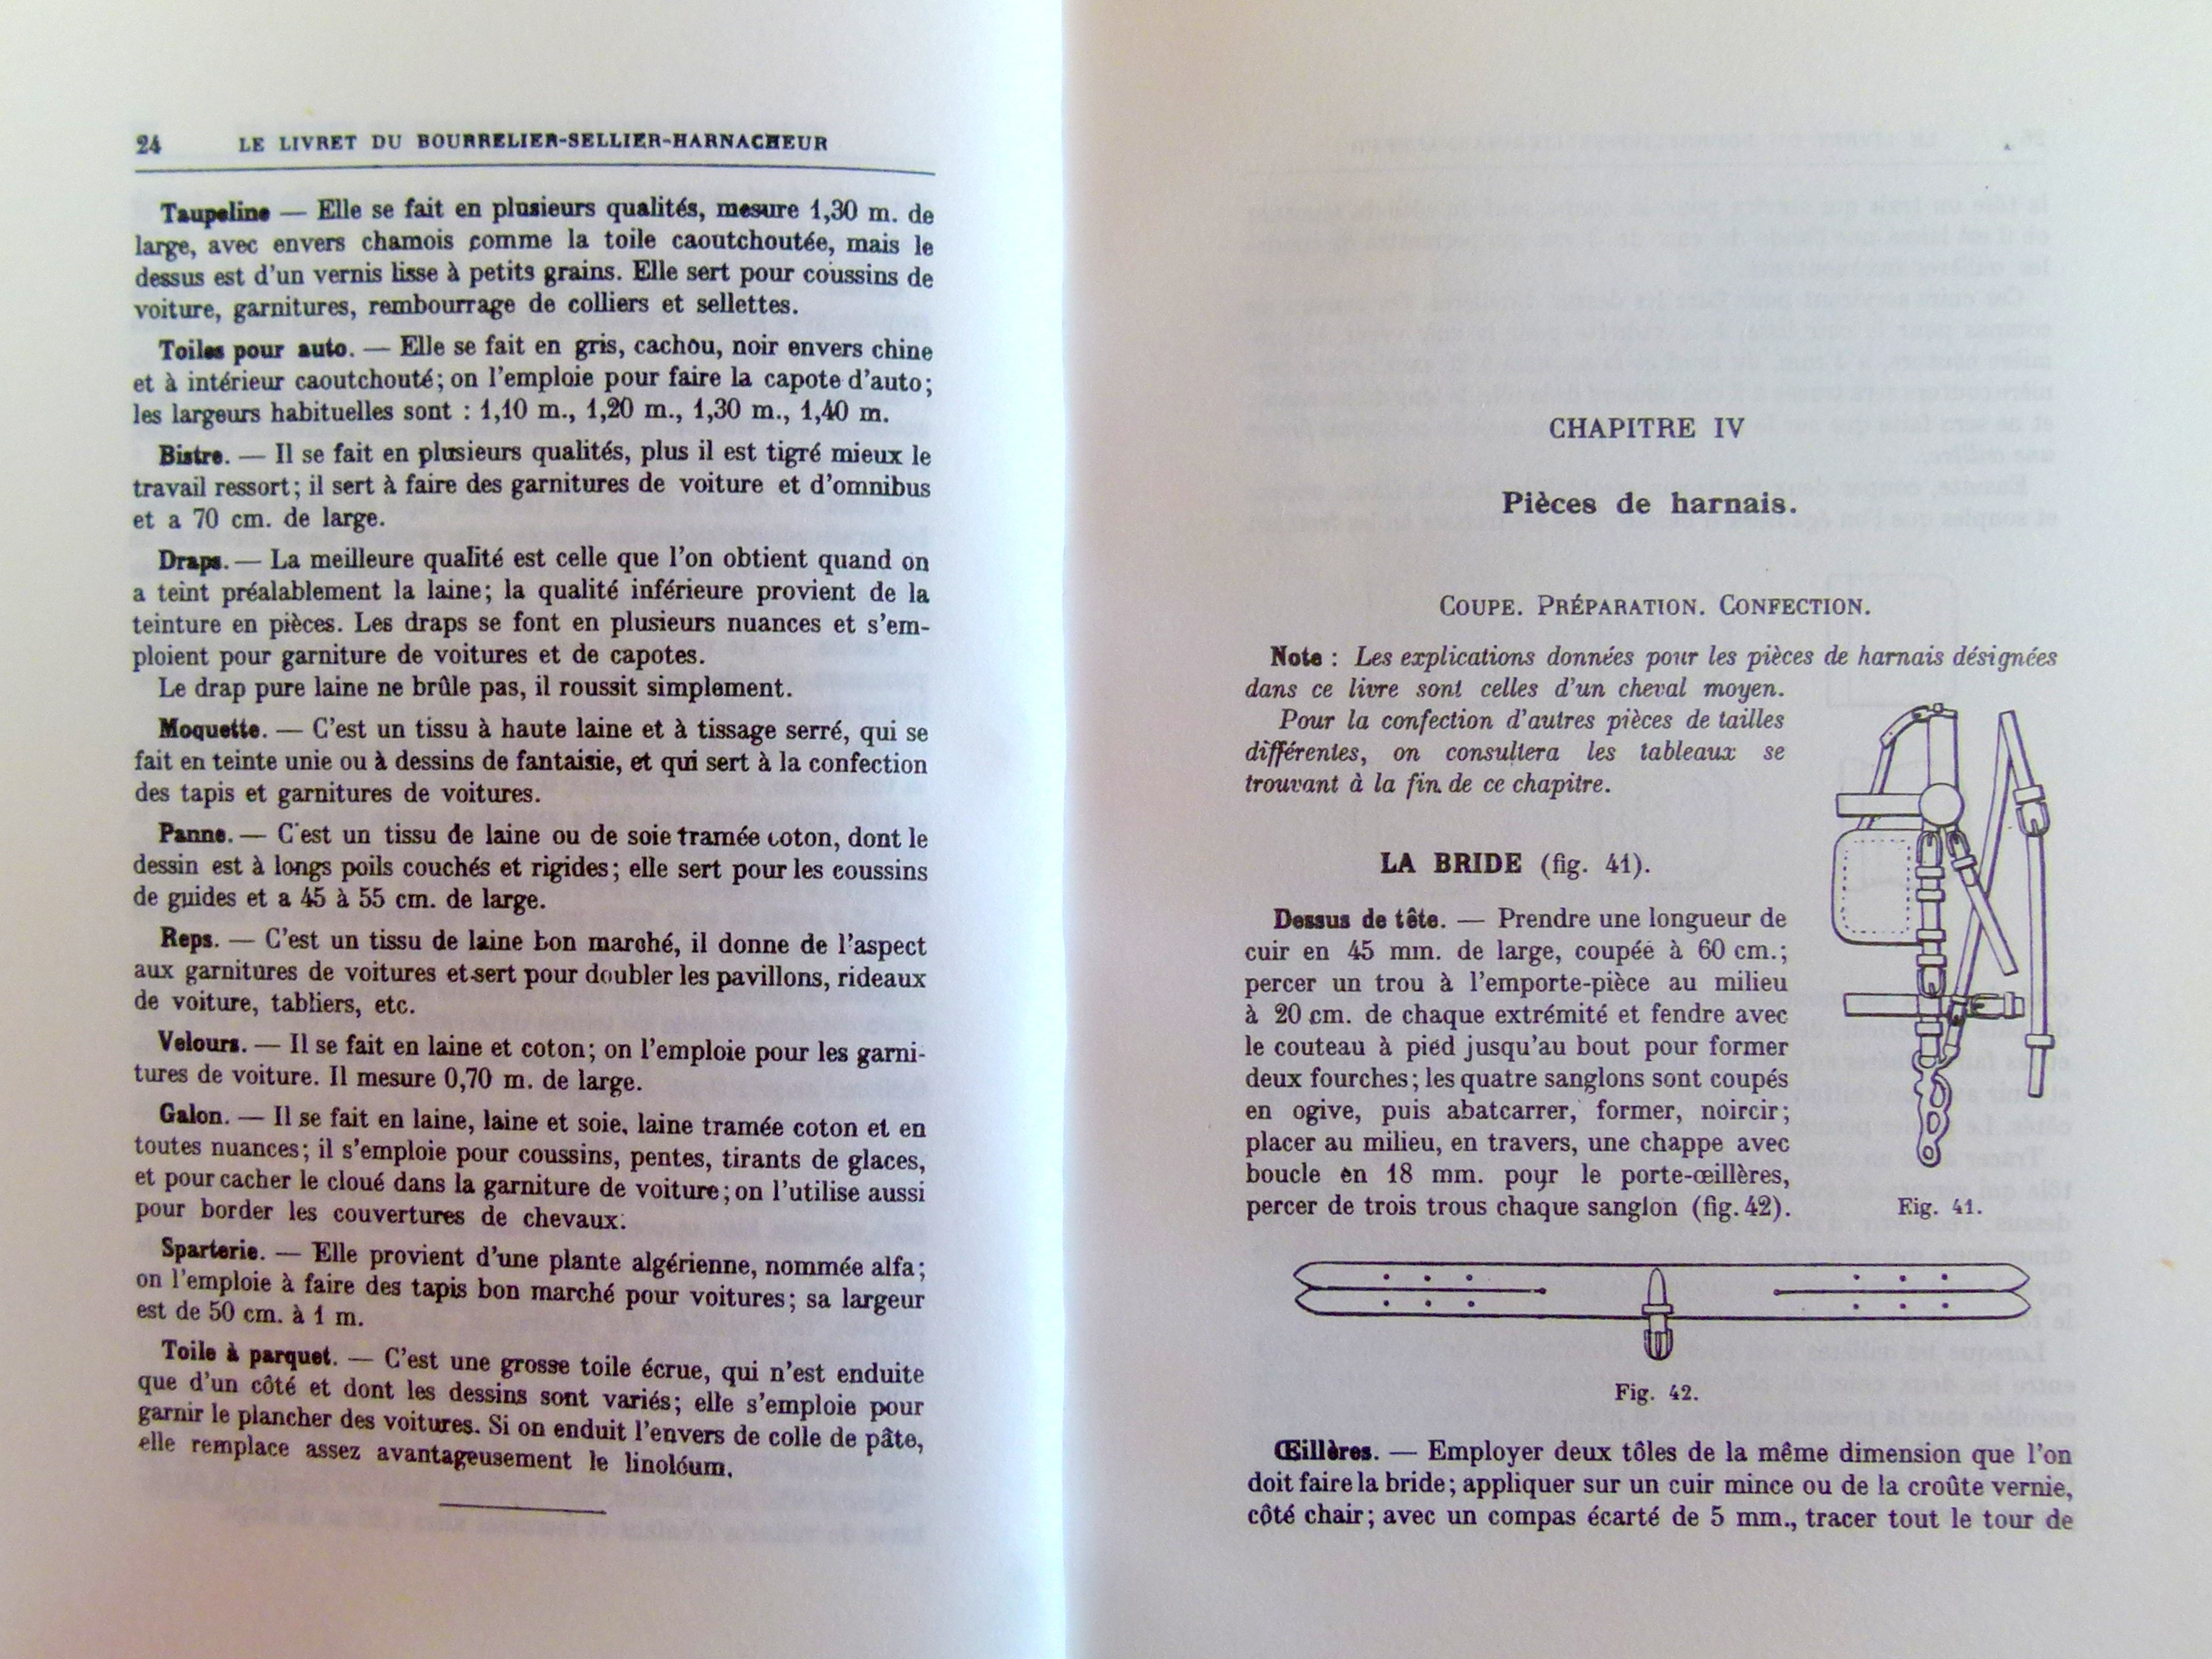 24 LE LIVRET DU BOURRELIER-SELLIER-HARNACHEUR
Taupeline — Elle se fait en plusieurs qualités, mesure 1,30 m. de
large, avec envers chamois comme la toile caoutchoutée, mais le
dessus est d'un vernis lisse à petits grains. Elle sert pour coussins de
voiture, garnitures, rembourrage de colliers et sellettes.
Toiles pour auto. — Elle se fait en gris, cachou, noir envers chine
et à intérieur caoutchouté; on l'emploie pour faire la capote d'auto;
les largeurs habituelles sont : 1,10 m., 1,20 m., 1,30 m., 1,40 m.
Bistre. — Il se fait en plusieurs qualités, plus il est tigré mieux le
travail ressort; il sert à faire des garnitures de voiture et d'omnibus
et a 70 cm. de large.
Draps. — La meilleure qualité est celle que l'on obtient quand on
a teint préalablement la laine; la qualité inférieure provient de la
teinture en pièces. Les draps se font en plusieurs nuances et s'em-
ploient pour garniture de voitures et de capotes.
Le drap pure laine ne brûle pas, il roussit simplement.
Moquette. — C'est un tissu à haute laine et à tissage serré, qui se
fait en teinte unie ou à dessins de fantaisie, et qui sert à la confection
des tapis et garnitures de voitures.
Panne. — C'est un tissu de laine ou de soie tramée coton, dont le
dessin est à longs poils couchés et rigides; elle sert pour les coussins
de guides et a 45 à 55 cm. de large.
Reps. — C'est un tissu de laine bon marché, il donne de l'aspect
aux garnitures de voitures et sert pour doubler les pavillons, rideaux
de voiture, tabliers, etc.
Velours. — Il se fait en laine et coton; on l'emploie pour les garni-
tures de voiture. Il mesure 0,70 m. de large.
Galon. — Il se fait en laine, laine et soie, laine tramée coton et en
toutes nuances; il s'emploie pour coussins, pentes, tirants de glaces,
et pour cacher le cloué dans la garniture de voiture; on l'utilise aussi
pour border les couvertures de chevaux.
Sparterie. — Elle provient d'une plante algérienne, nommée alfa;
on l'emploie à faire des tapis bon marché pour voitures; sa largeur
est de 50 cm. à 1 m.
Toile à parquet. — C'est une grosse toile écrue, qui n'est enduite
que d'un côté et dont les dessins sont variés; elle s'emploie pour
garnir le plancher des voitures. Si on enduit l'envers de colle de pâte,
elle remplace assez avantageusement le linoléum.
CHAPITRE IV
Pièces de harnais.
COUPE. PRÉPARATION. CONFECTION.
Note : Les explications données pour les pièces de harnais désignées
dans ce livre sont celles d'un cheval moyen.
Pour la confection d'autres pièces de tailles
différentes, on consultera les tableaux se
trouvant à la fin de ce chapitre.
LA BRIDE (fig. 41).
Dessus de tête. — Prendre une longueur de
cuir en 45 mm. de large, coupée à 60 cm.;
percer un trou à l'emporte-pièce au milieu
à 20 cm. de chaque extrémité et fendre avec
le couteau à pied jusqu'au bout pour former
deux fourches; les quatre sanglons sont coupés
en ogive, puis abatcarrer, former, noircir;
placer au milieu, en travers, une chappe avec
boucle en 18 mm. pour le porte-œillères,
percer de trois trous chaque sanglon (fig. 42).
Fig. 41.
Fig. 42.
Œillères. — Employer deux tôles de la même dimension que l'on
doit faire la bride; appliquer sur un cuir mince ou de la croûte vernie,
côté chair; avec un compas écarté de 5 mm., tracer tout le tour de